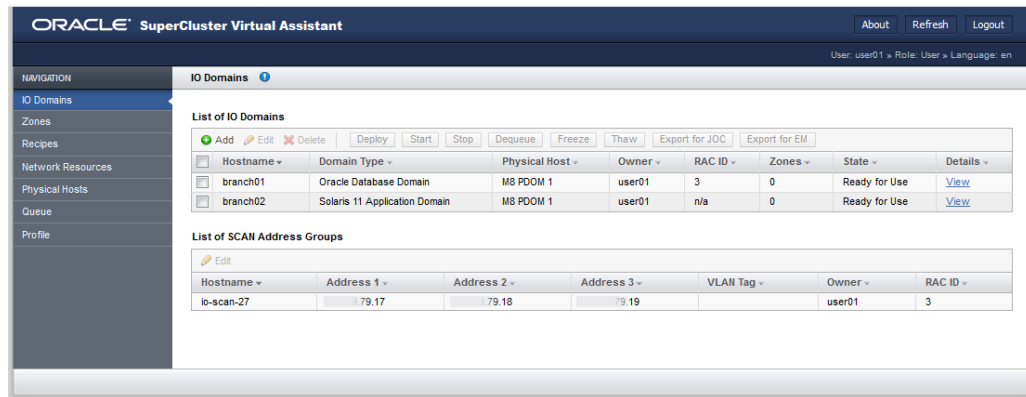 ORACLE® SuperCluster Virtual Assistant
About Refresh Logout
User: user01 » Role: User » Language: en
NAVIGATION
IO Domains
Zones
Recipes
Network Resources
Physical Hosts
Queue
Profile
IO Domains
List of IO Domains
Add Edit Delete Deploy Start Stop Dequeue Freeze Thaw Export for JOC Export for EM
Hostname Domain Type Physical Host Owner RAC ID Zones State Details
branch01 Oracle Database Domain M8 PDOM 1 user01 3 0 Ready for Use View
branch02 Solaris 11 Application Domain M8 PDOM 1 user01 n/a 0 Ready for Use View
List of SCAN Address Groups
Edit
Hostname Address 1 Address 2 Address 3 VLAN Tag Owner RAC ID
io-scan-27 .79.17 .79.18 79.19 user01 3